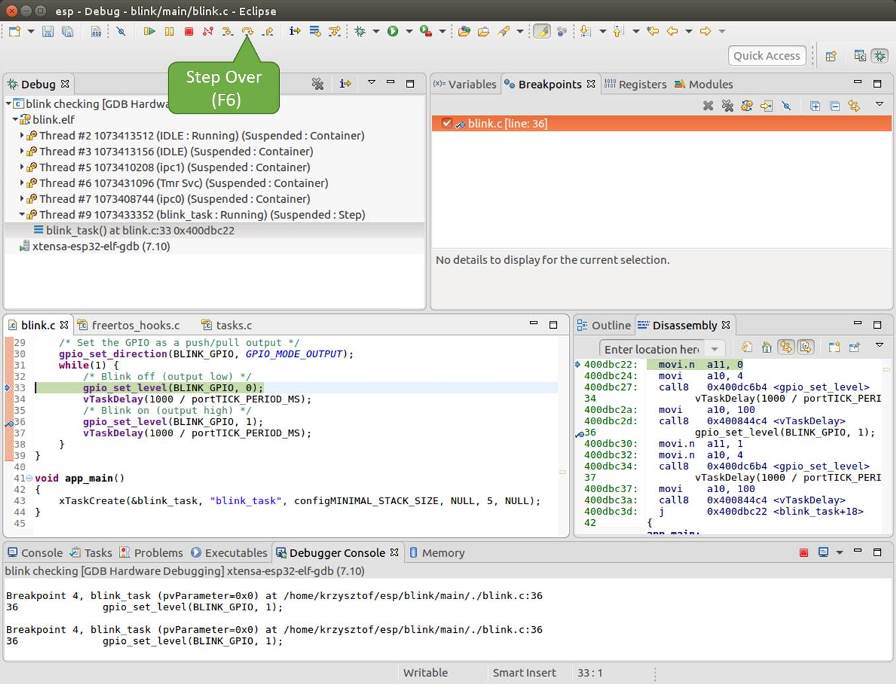 esp - Debug - blink/main/blink.c - Eclipse
Quick Access
Step Over
(F6)
Debug
blink checking [GDB Hardwa
blink.elf
Thread #2 1073413512 (IDLE : Running) (Suspended : Container)
Thread #3 1073413156 (IDLE) (Suspended : Container)
Thread #5 1073410208 (ipc1) (Suspended : Container)
Thread #6 1073431096 (Tmr Svc) (Suspended : Container)
Thread #7 1073408744 (ipc0) (Suspended : Container)
Thread #9 1073433352 (blink_task : Running) (Suspended : Step)
blink_task() at blink.c:33 0x400dbc22
xtensa-esp32-elf-gdb (7.10)
(x)= Variables Breakpoints Registers Modules
blink.c [line: 36]
No details to display for the current selection.
blink.c freertos_hooks.c tasks.c
29 /* Set the GPIO as a push/pull output */
30 gpio_set_direction(BLINK_GPIO, GPIO_MODE_OUTPUT);
31 while(1) {
32 /* Blink off (output low) */
33 gpio_set_level(BLINK_GPIO, 0);
34 vTaskDelay(1000 / portTICK_PERIOD_MS);
35 /* Blink on (output high) */
36 gpio_set_level(BLINK_GPIO, 1);
37 vTaskDelay(1000 / portTICK_PERIOD_MS);
38 }
39 }
40
41 void app_main()
42 {
43 xTaskCreate(&blink_task, "blink_task", configMINIMAL_STACK_SIZE, NULL, 5, NULL);
44 }
45
Outline Disassembly
Enter location her
400dbc22: movi.n a11, 0
400dbc24: movi a10, 4
400dbc27: call8 0x400dc6b4 <gpio_set_level>
34 vTaskDelay(1000 / portTICK_PERI
400dbc2a: movi a10, 100
400dbc2d: call8 0x400844c4 <vTaskDelay>
36 gpio_set_level(BLINK_GPIO, 1);
400dbc30: movi.n a11, 1
400dbc32: movi.n a10, 4
400dbc34: call8 0x400dc6b4 <gpio_set_level>
37 vTaskDelay(1000 / portTICK_PERI
400dbc37: movi a10, 100
400dbc3a: call8 0x400844c4 <vTaskDelay>
400dbc3d: j 0x400dbc22 <blink_task+18>
42 {
app_main:
Console Tasks Problems Executables Debugger Console Memory
blink checking [GDB Hardware Debugging] xtensa-esp32-elf-gdb (7.10)
Breakpoint 4, blink_task (pvParameter=0x0) at /home/krzysztof/esp/blink/main/./blink.c:36
36 gpio_set_level(BLINK_GPIO, 1);
Breakpoint 4, blink_task (pvParameter=0x0) at /home/krzysztof/esp/blink/main/./blink.c:36
36 gpio_set_level(BLINK_GPIO, 1);
Writable Smart Insert 33 : 1